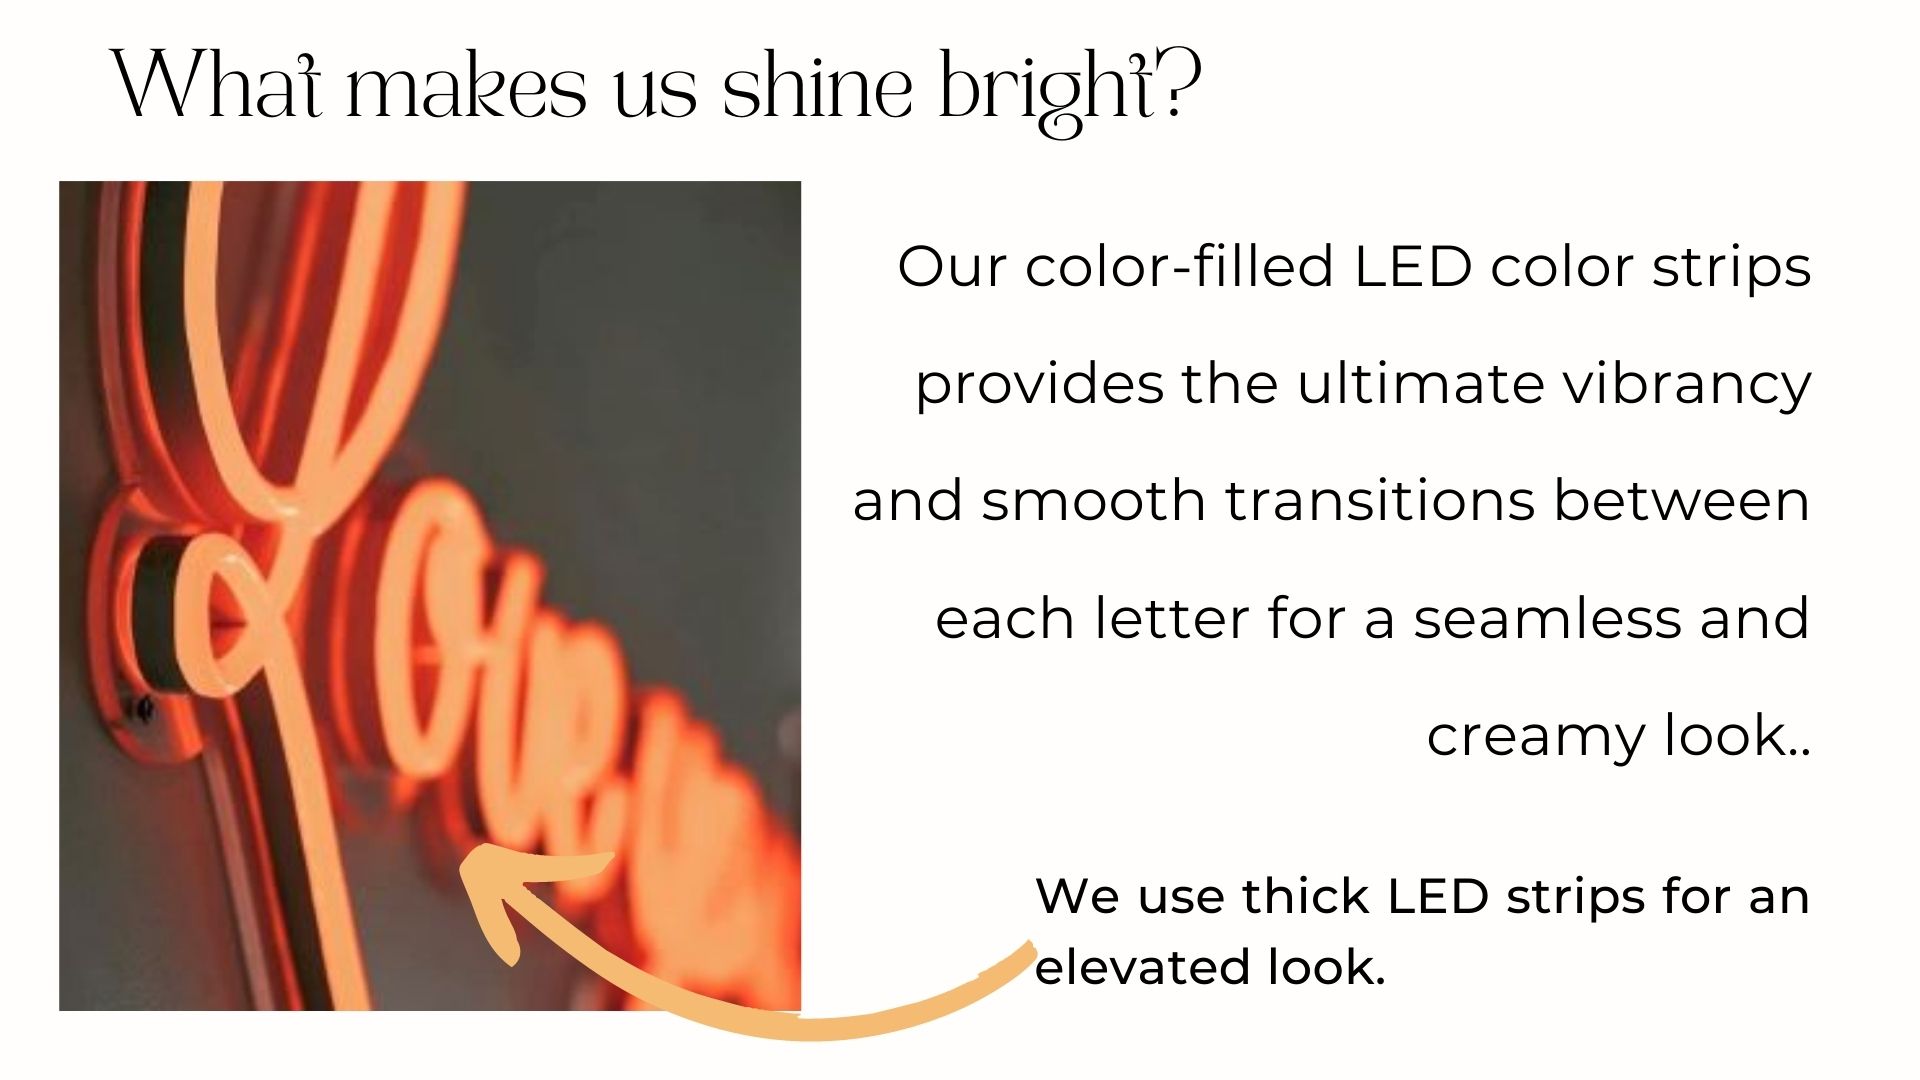 What makes us shine bright?
Our color-filled LED color strips
provides the ultimate vibrancy
and smooth transitions between
each letter for a seamless and
creamy look..
We use thick LED strips for an
elevated look.